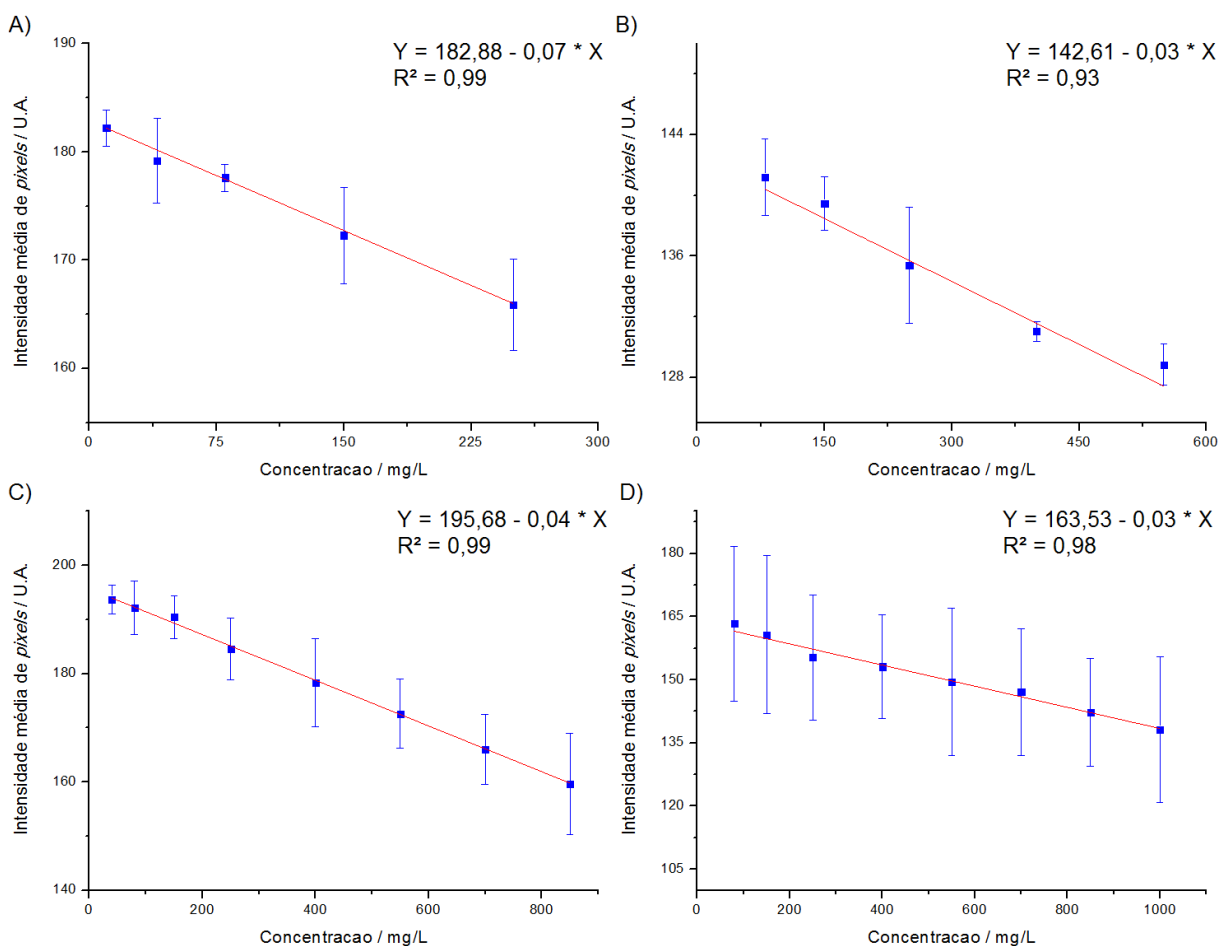 A)
Y = 182,88 - 0,07 * X
R² = 0,99
Intensidade média de pixels / U.A.
190
180
170
160
0 75 150 225 300
Concentracao / mg/L
B)
Y = 142,61 - 0,03 * X
R² = 0,93
Intensidade média de pixels / U.A.
144
136
128
0 150 300 450 600
Concentracao / mg/L
C)
Y = 195,68 - 0,04 * X
R² = 0,99
Intensidade média de pixels / U.A.
200
180
160
140
0 200 400 600 800
Concentracao / mg/L
D)
Y = 163,53 - 0,03 * X
R² = 0,98
Intensidade média de pixels / U.A.
180
165
150
135
120
105
0 200 400 600 800 1000
Concentracao / mg/L